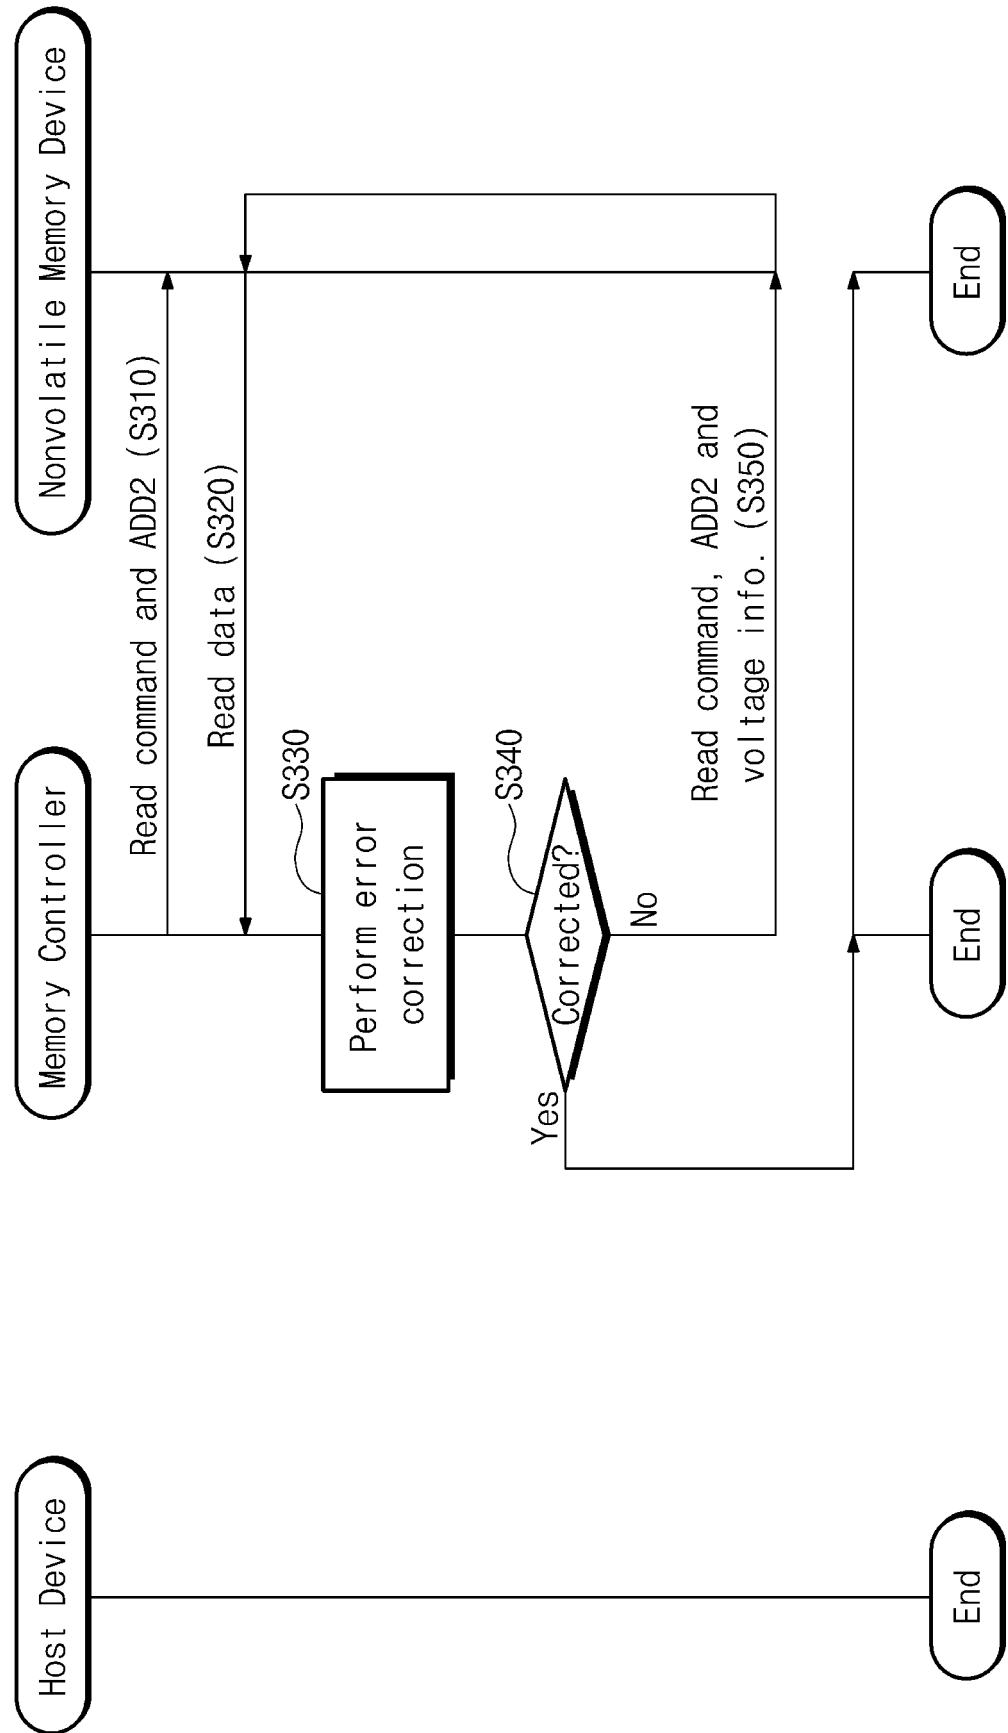 Host Device
Memory Controller
Nonvolatile Memory Device
Read command and ADD2 (S310)
Read data (S320)
S330
Perform error
correction
S340
Corrected?
Yes
No
Read command, ADD2 and
voltage info. (S350)
End
End
End